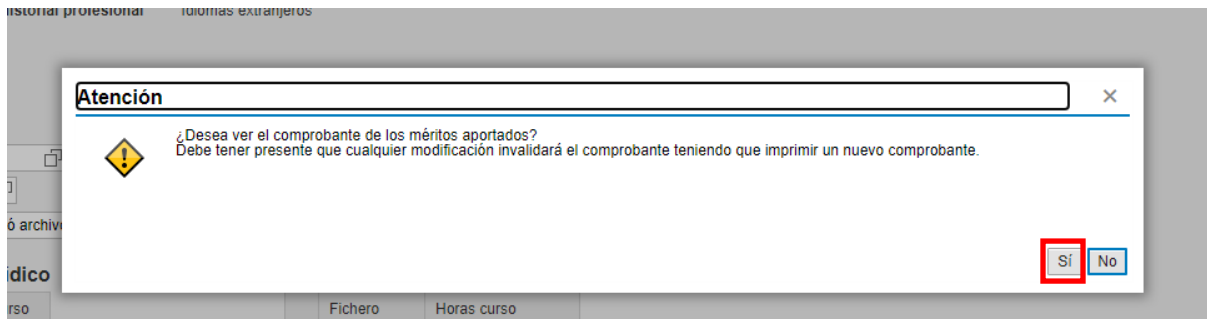 istorial profesional Idiomas extranjeros
Atención
¿Desea ver el comprobante de los méritos aportados?
Debe tener presente que cualquier modificación invalidará el comprobante teniendo que imprimir un nuevo comprobante.
ó archivo
Sí No
ídico
rso Fichero Horas curso